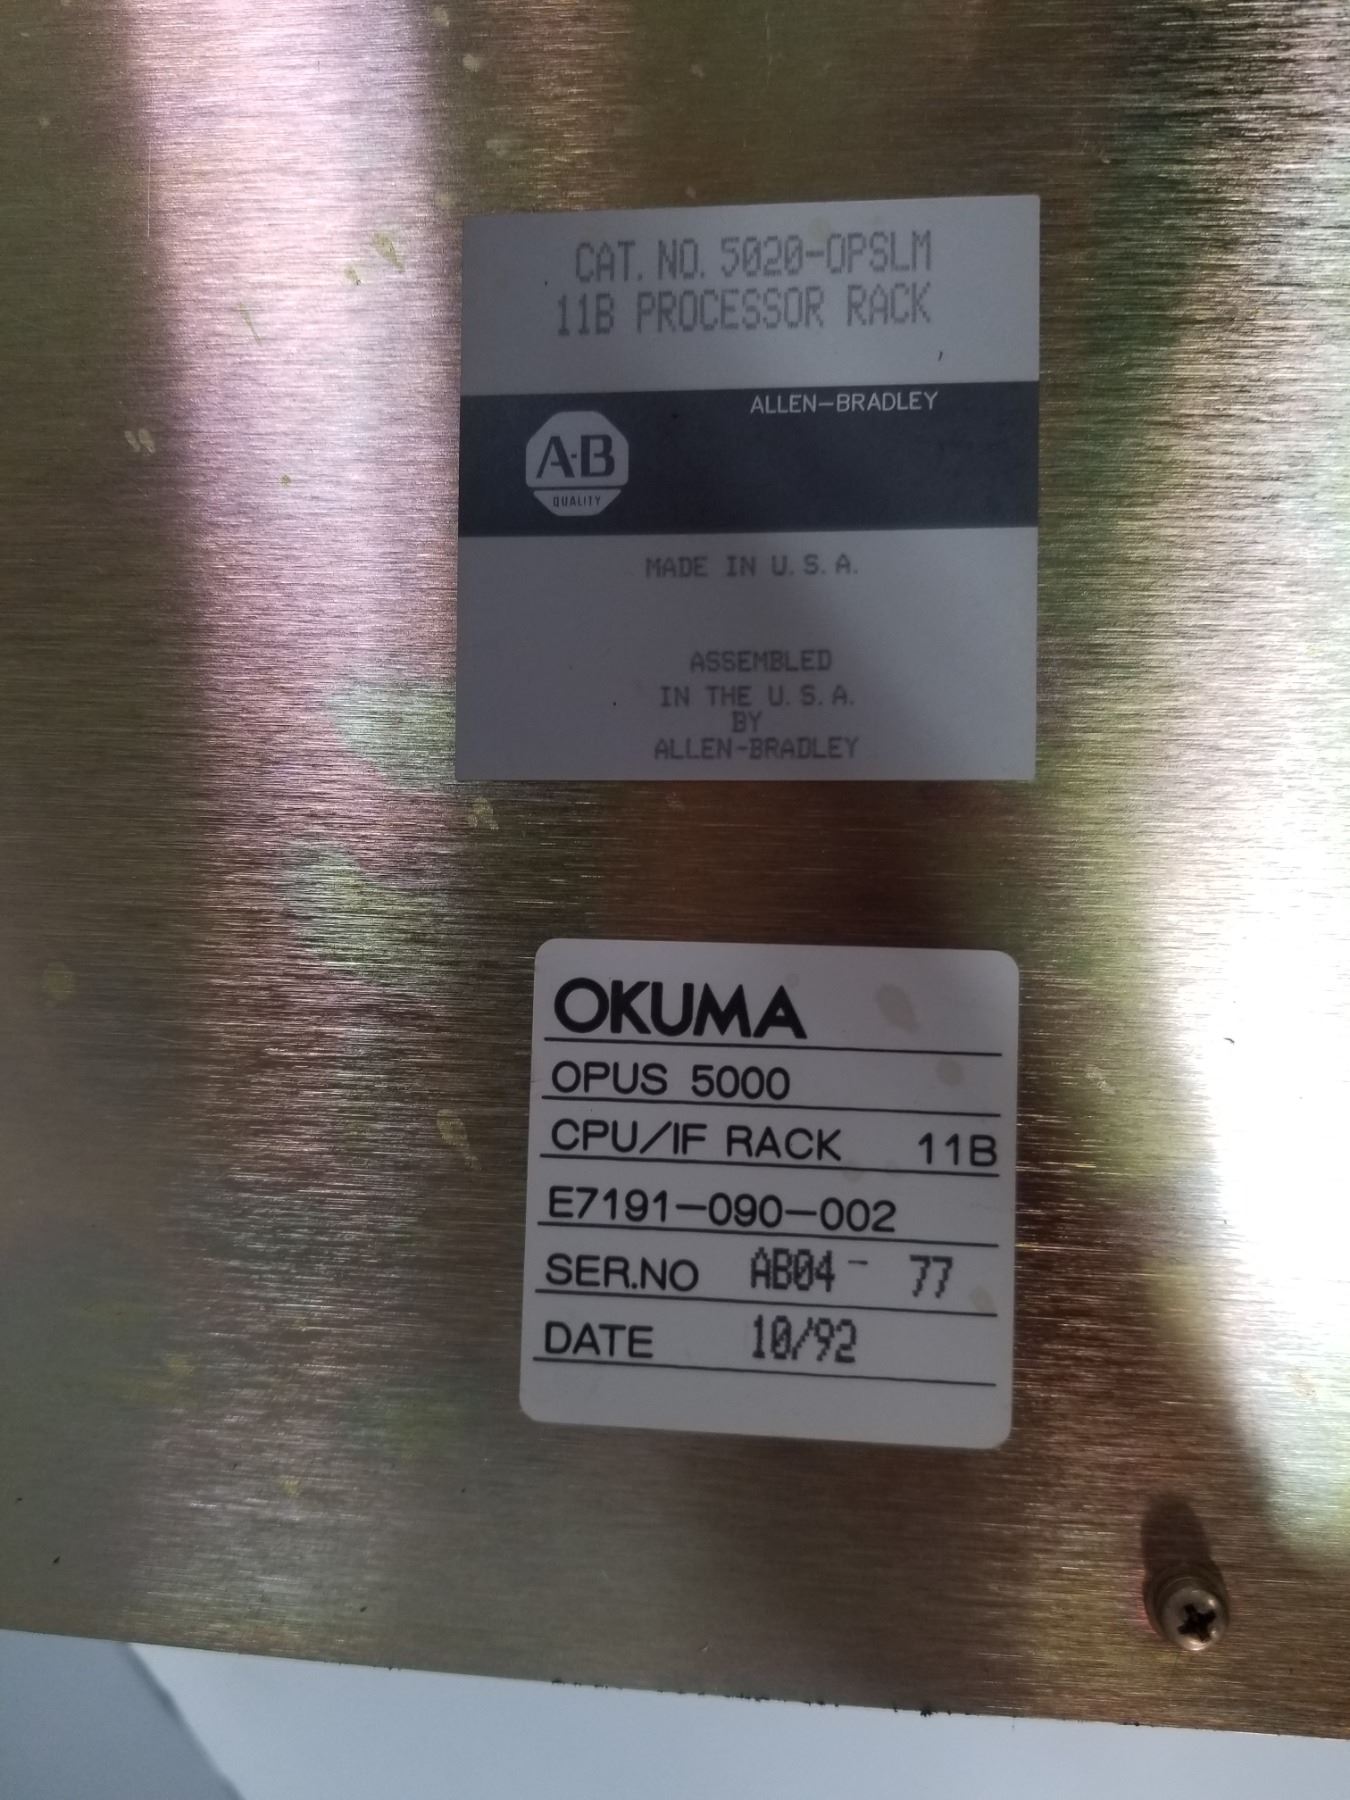 CAT. NO. 5020-OPSLM
11B PROCESSOR RACK
ALLEN-BRADLEY
A-B
QUALITY
MADE IN U.S.A.
ASSEMBLED
IN THE U.S.A.
BY
ALLEN-BRADLEY
OKUMA
OPUS 5000
CPU/IF RACK 11B
E7191-090-002
SER.NO AB04- 77
DATE 10/92